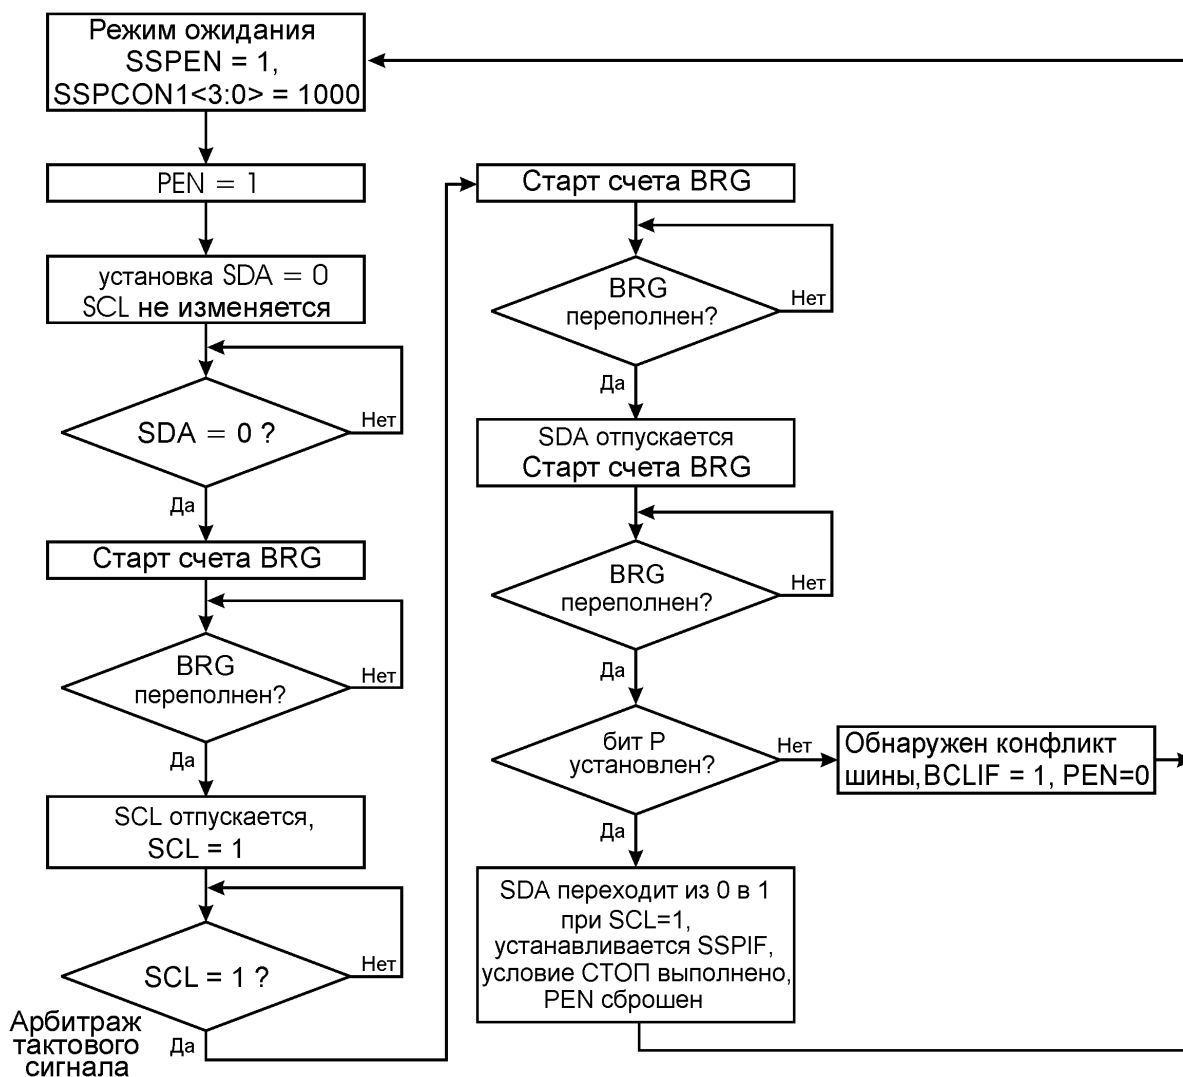 Режим ожидания
SSPEN = 1,
SSPCON1<3:0> = 1000
PEN = 1
установка SDA = 0
SCL не изменяется
SDA = 0 ?
Нет
Да
Старт счета BRG
BRG
переполнен?
Нет
Да
SCL отпускается,
SCL = 1
SCL = 1 ?
Нет
Да
Арбитраж
тактового
сигнала
Старт счета BRG
BRG
переполнен?
Нет
Да
SDA отпускается
Старт счета BRG
BRG
переполнен?
Нет
Да
бит P
установлен?
Нет
Обнаружен конфликт
шины,BCLIF = 1, PEN=0
Да
SDA переходит из 0 в 1
при SCL=1,
устанавливается SSPIF,
условие СТОП выполнено,
PEN сброшен